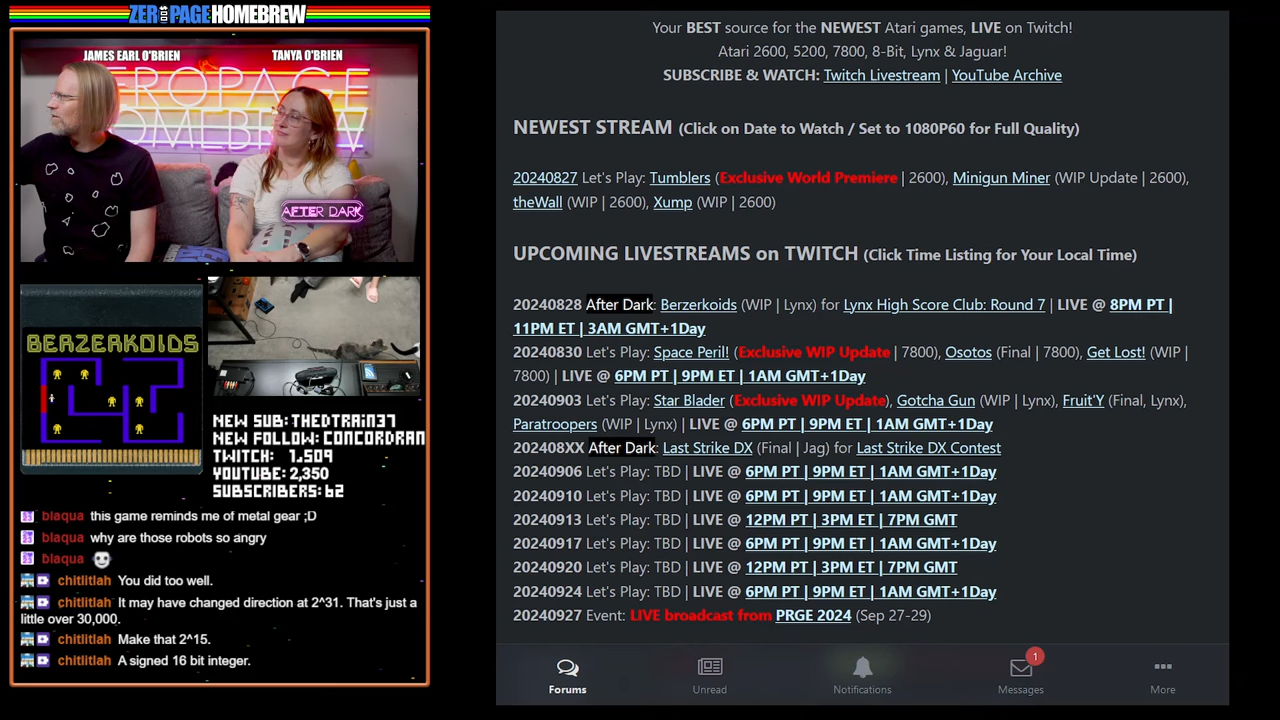 ZEROPAGEHOMEBREW
JAMES EARL O'BRIEN
TANYA O'BRIEN
AFTER DARK
BERZERKOIDS
NEW SUB: THEDTRAIN37
NEW FOLLOW: CONCORDRAN
TWITCH: 1,509
YOUTUBE: 2,350
SUBSCRIBERS: 62
blaqua this game reminds me of metal gear ;D
blaqua why are those robots so angry
blaqua
chitlitlah You did too well.
chitlitlah It may have changed direction at 2^31. That's just a
little over 30,000.
chitlitlah Make that 2^15.
chitlitlah A signed 16 bit integer.
Your BEST source for the NEWEST Atari games, LIVE on Twitch!
Atari 2600, 5200, 7800, 8-Bit, Lynx & Jaguar!
SUBSCRIBE & WATCH: Twitch Livestream | YouTube Archive
NEWEST STREAM (Click on Date to Watch / Set to 1080P60 for Full Quality)
20240827 Let's Play: Tumblers (Exclusive World Premiere | 2600), Minigun Miner (WIP Update | 2600),
theWall (WIP | 2600), Xump (WIP | 2600)
UPCOMING LIVESTREAMS on TWITCH (Click Time Listing for Your Local Time)
20240828 After Dark: Berzerkoids (WIP | Lynx) for Lynx High Score Club: Round 7 | LIVE @ 8PM PT |
11PM ET | 3AM GMT+1Day
20240830 Let's Play: Space Peril! (Exclusive WIP Update | 7800), Osotos (Final | 7800), Get Lost! (WIP |
7800) | LIVE @ 6PM PT | 9PM ET | 1AM GMT+1Day
20240903 Let's Play: Star Blader (Exclusive WIP Update), Gotcha Gun (WIP | Lynx), Fruit'Y (Final, Lynx),
Paratroopers (WIP | Lynx) | LIVE @ 6PM PT | 9PM ET | 1AM GMT+1Day
202408XX After Dark: Last Strike DX (Final | Jag) for Last Strike DX Contest
20240906 Let's Play: TBD | LIVE @ 6PM PT | 9PM ET | 1AM GMT+1Day
20240910 Let's Play: TBD | LIVE @ 6PM PT | 9PM ET | 1AM GMT+1Day
20240913 Let's Play: TBD | LIVE @ 12PM PT | 3PM ET | 7PM GMT
20240917 Let's Play: TBD | LIVE @ 6PM PT | 9PM ET | 1AM GMT+1Day
20240920 Let's Play: TBD | LIVE @ 12PM PT | 3PM ET | 7PM GMT
20240924 Let's Play: TBD | LIVE @ 6PM PT | 9PM ET | 1AM GMT+1Day
20240927 Event: LIVE broadcast from PRGE 2024 (Sep 27-29)
1
Forums Unread Notifications Messages More